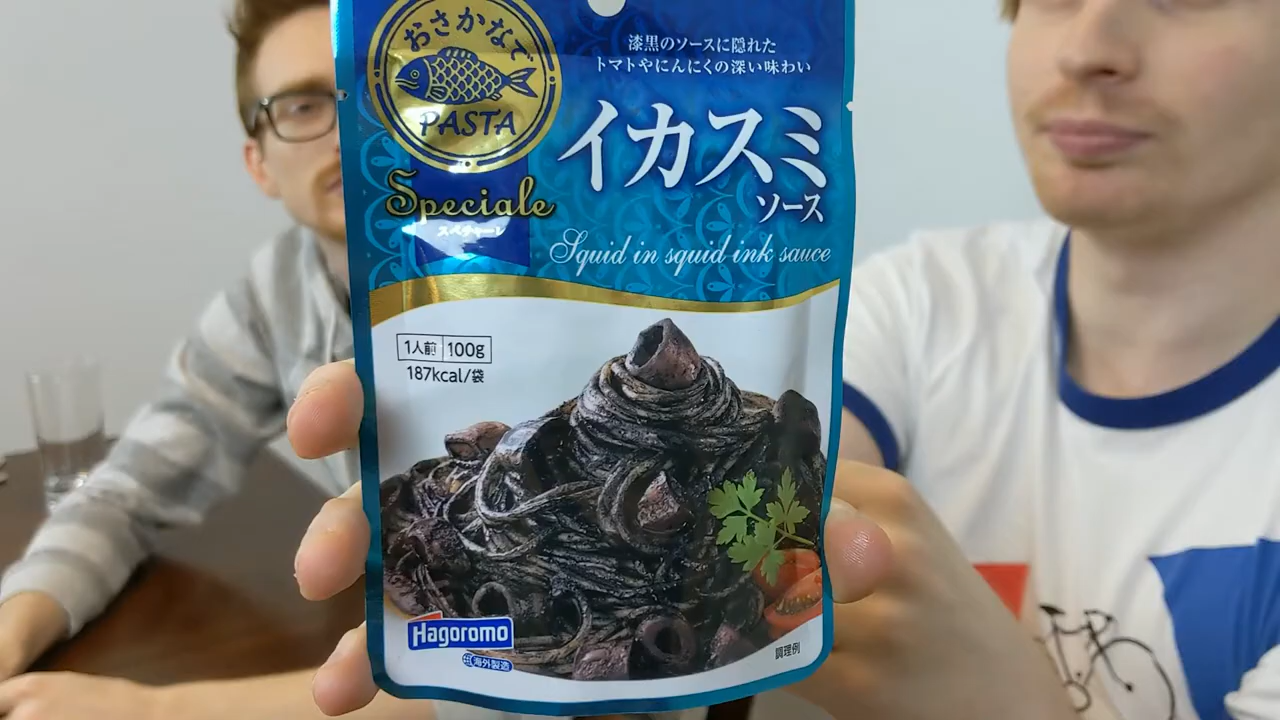 おさかなで
PASTA
Speciale
スペチャーレ
漆黒のソースに隠れた
トマトやにんにくの深い味わい
イカスミ
ソース
Squid in squid ink sauce
1人前 100g
187kcal/袋
Hagoromo
海外製造
調理例